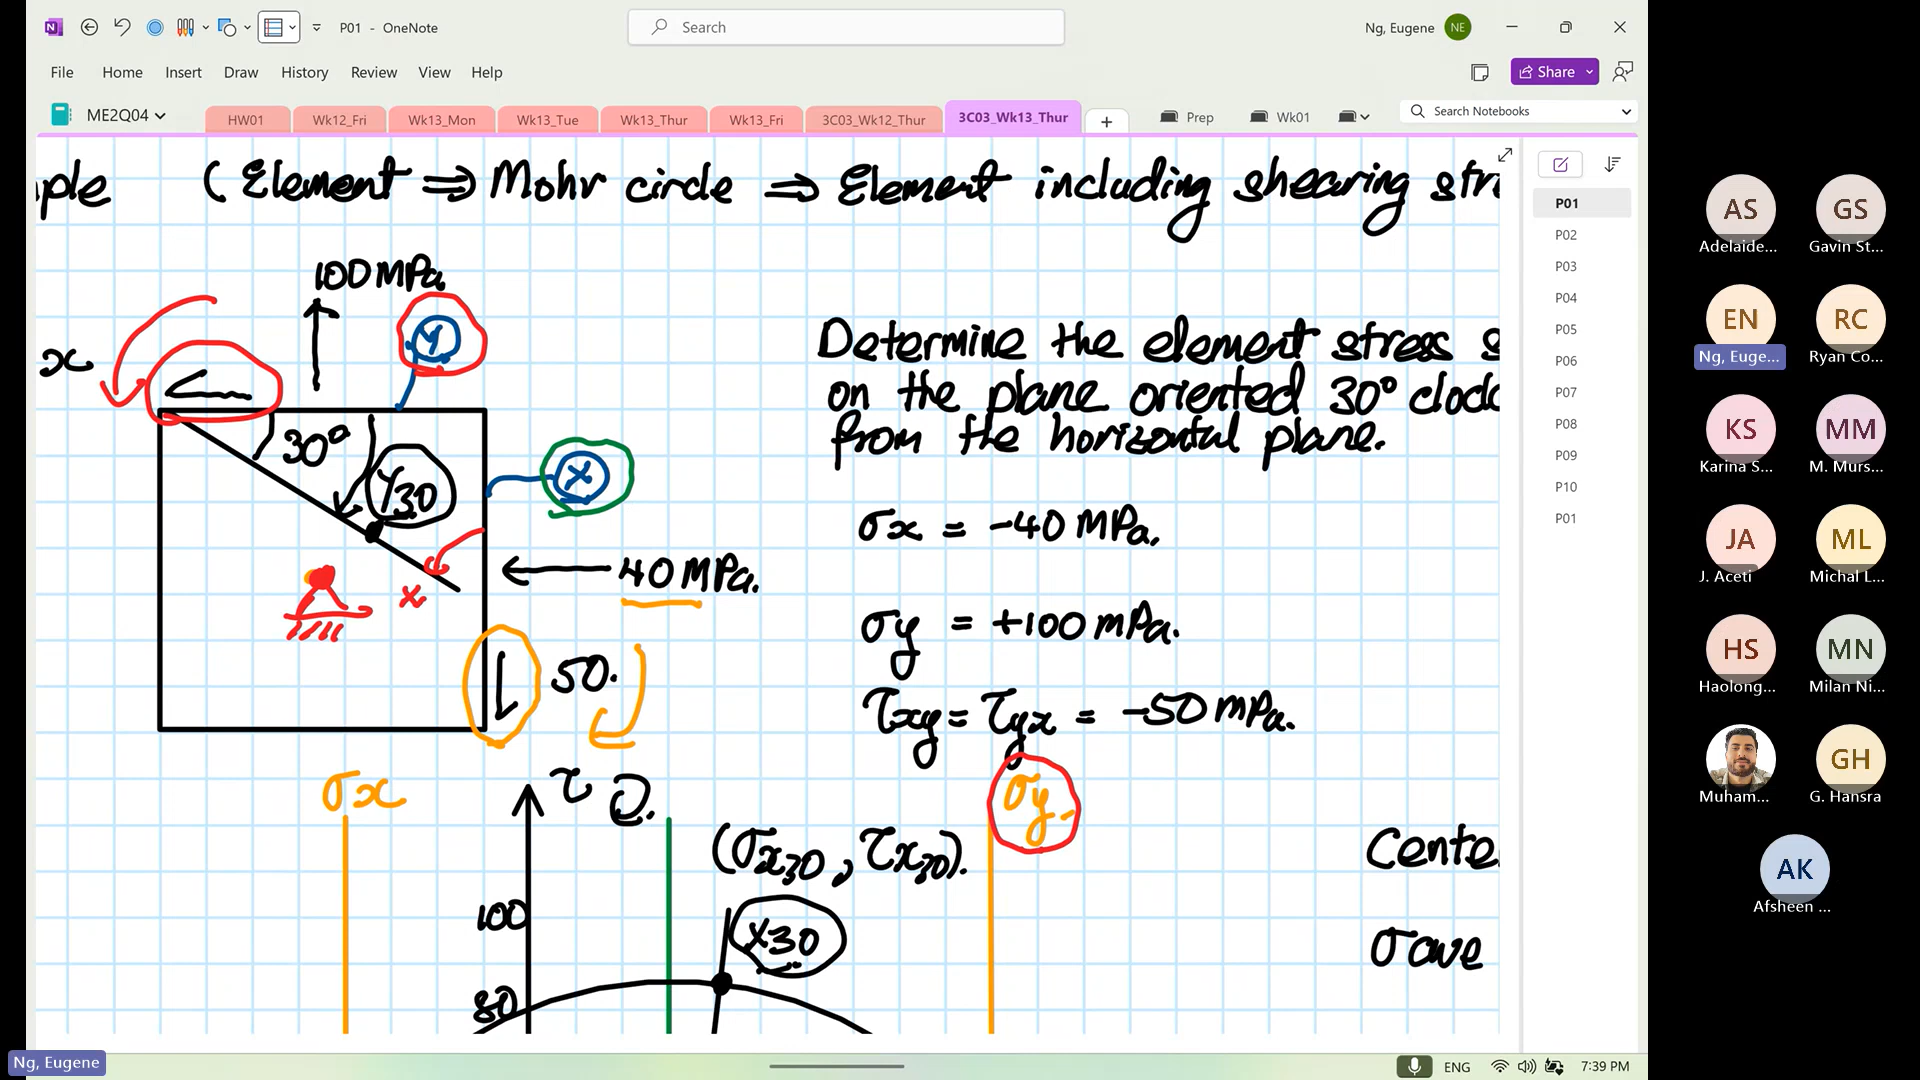 P01 - OneNote
Search
Ng, Eugene
NE
File
Home
Insert
Draw
History
Review
View
Help
Share
ME2Q04
HW01
Wk12_Fri
Wk13_Mon
Wk13_Tue
Wk13_Thur
Wk13_Fri
3C03_Wk12_Thur
3C03_Wk13_Thur
+
Prep
Wk01
Search Notebooks
ple (Element ⇒ Mohr circle ⇒ Element including shearing str
100 MPa.
Y
x
30°
Y30
X
40 MPa.
x
50.
Determine the element stress s
on the plane oriented 30° cloc
from the horizontal plane.
σx = -40 MPa.
σy = +100 MPa.
τxy = τyx = -50 MPa.
σx
τ
σy
(σx30, τx30).
Cente
100
X30
σave
80
P01
P02
P03
P04
P05
P06
P07
P08
P09
P10
P01
AS
Adelaide...
GS
Gavin St...
EN
Ng, Euge...
RC
Ryan Co...
KS
Karina S...
MM
M. Murs...
JA
J. Aceti
ML
Michal L...
HS
Haolong...
MN
Milan Ni...
Muham...
GH
G. Hansra
AK
Afsheen ...
Ng, Eugene
ENG
7:39 PM